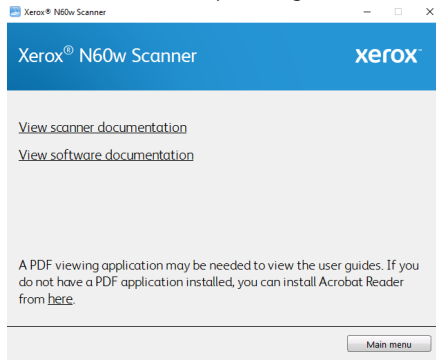 Xerox® N60w Scanner
Xerox® N60w Scanner
xerox™
View scanner documentation
View software documentation
A PDF viewing application may be needed to view the user guides. If you
do not have a PDF application installed, you can install Acrobat Reader
from here.
Main menu